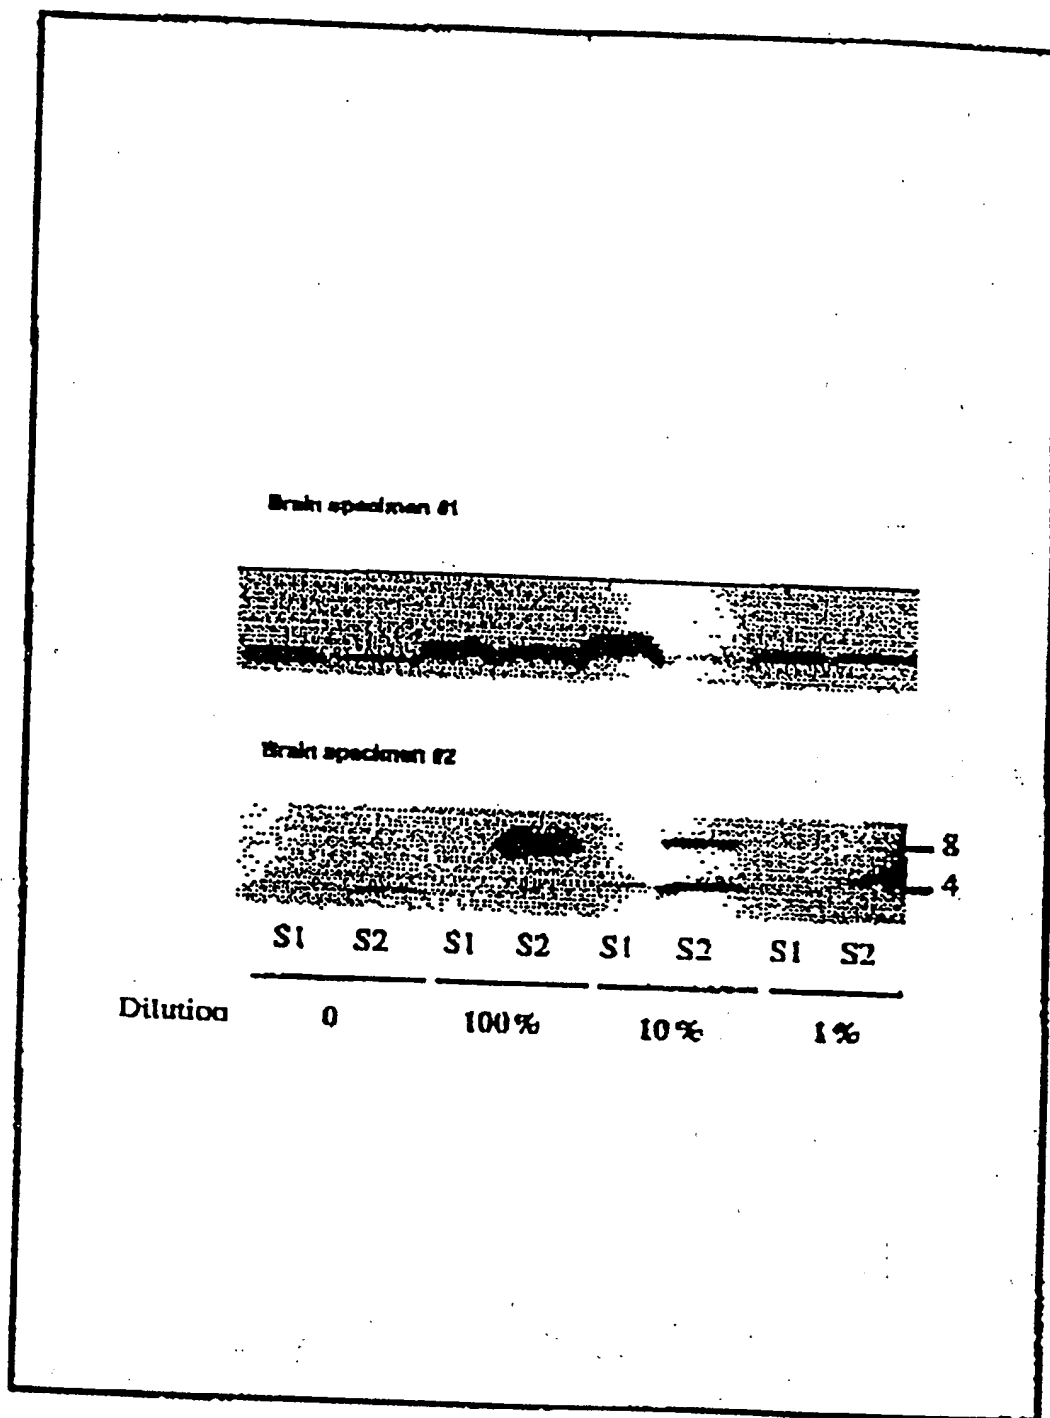 Brain specimen #1
Brain specimen #2
8
4
S1 S2 S1 S2 S1 S2 S1 S2
Dilution 0 100% 10% 1%